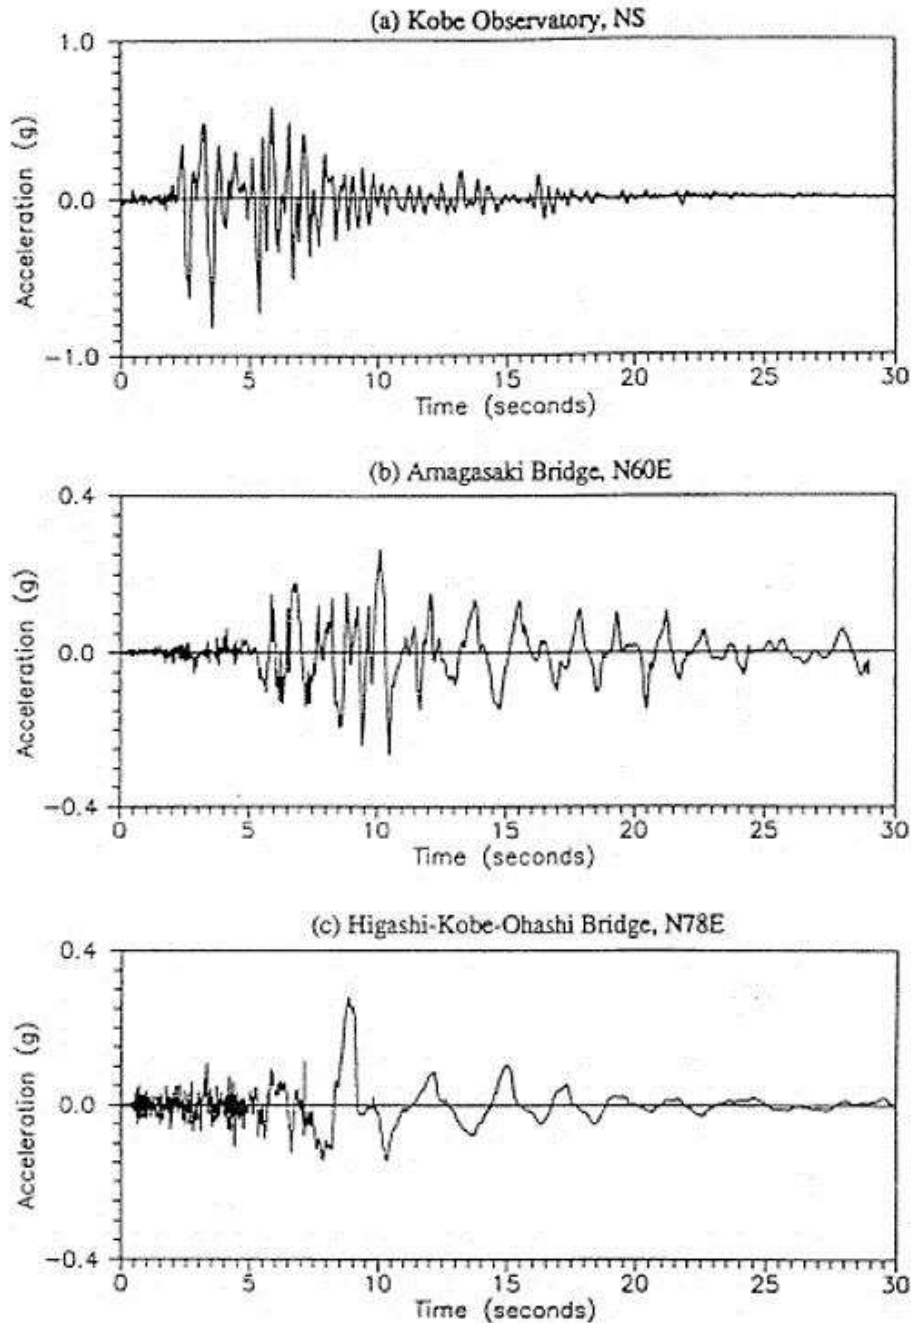 (a) Kobe Observatory, NS
1.0
0.0
−1.0
Acceleration (g)
0 5 10 15 20 25 30
Time (seconds)
(b) Amagasaki Bridge, N60E
0.4
0.0
−0.4
Acceleration (g)
0 5 10 15 20 25 30
Time (seconds)
(c) Higashi-Kobe-Ohashi Bridge, N78E
0.4
0.0
−0.4
Acceleration (g)
0 5 10 15 20 25 30
Time (seconds)